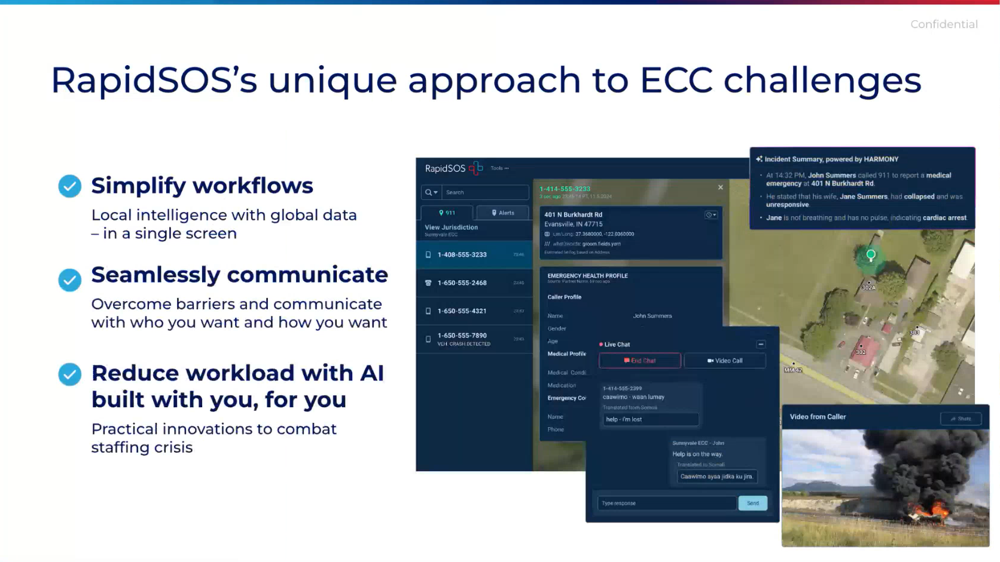 Confidential
RapidSOS's unique approach to ECC challenges
Simplify workflows
Local intelligence with global data
– in a single screen
Seamlessly communicate
Overcome barriers and communicate
with who you want and how you want
Reduce workload with AI
built with you, for you
Practical innovations to combat
staffing crisis
RapidSOS
Tools
Search
911
Alerts
View Jurisdiction
Sunnyvale ECC
1-408-555-3233
1-650-555-2468
1-650-555-4321
1-650-555-7890
VEH. CRASH DETECTED
1-414-555-3233
3 sec ago
401 N Burkhardt Rd
Evansville, IN 47715
Lat/Long: 37.3680000, -122.0360000
/// what3words: groom.fields.yern
Estimated lat/log based on Address
EMERGENCY HEALTH PROFILE
Source: Partner Name, 59 sec ago
Caller Profile
Name John Summers
Gender
Age
Medical Profile
Medical Condi
Medication
Emergency Co
Name
Phone
Live Chat
End Chat
Video Call
1-414-555-2399
caawimo - waan lumay
Translated from Somali
help - i'm lost
Sunnyvale ECC - John
Help is on the way.
Translated to Somali
Caawimo ayaa jidka ku jira.
Type response
Send
Incident Summary, powered by HARMONY
At 14:32 PM, John Summers called 911 to report a medical
emergency at 401 N Burkhardt Rd.
He stated that his wife, Jane Summers, had collapsed and was
unresponsive.
Jane is not breathing and has no pulse, indicating cardiac arrest.
302A
303
302
MM 42
Video from Caller
Share